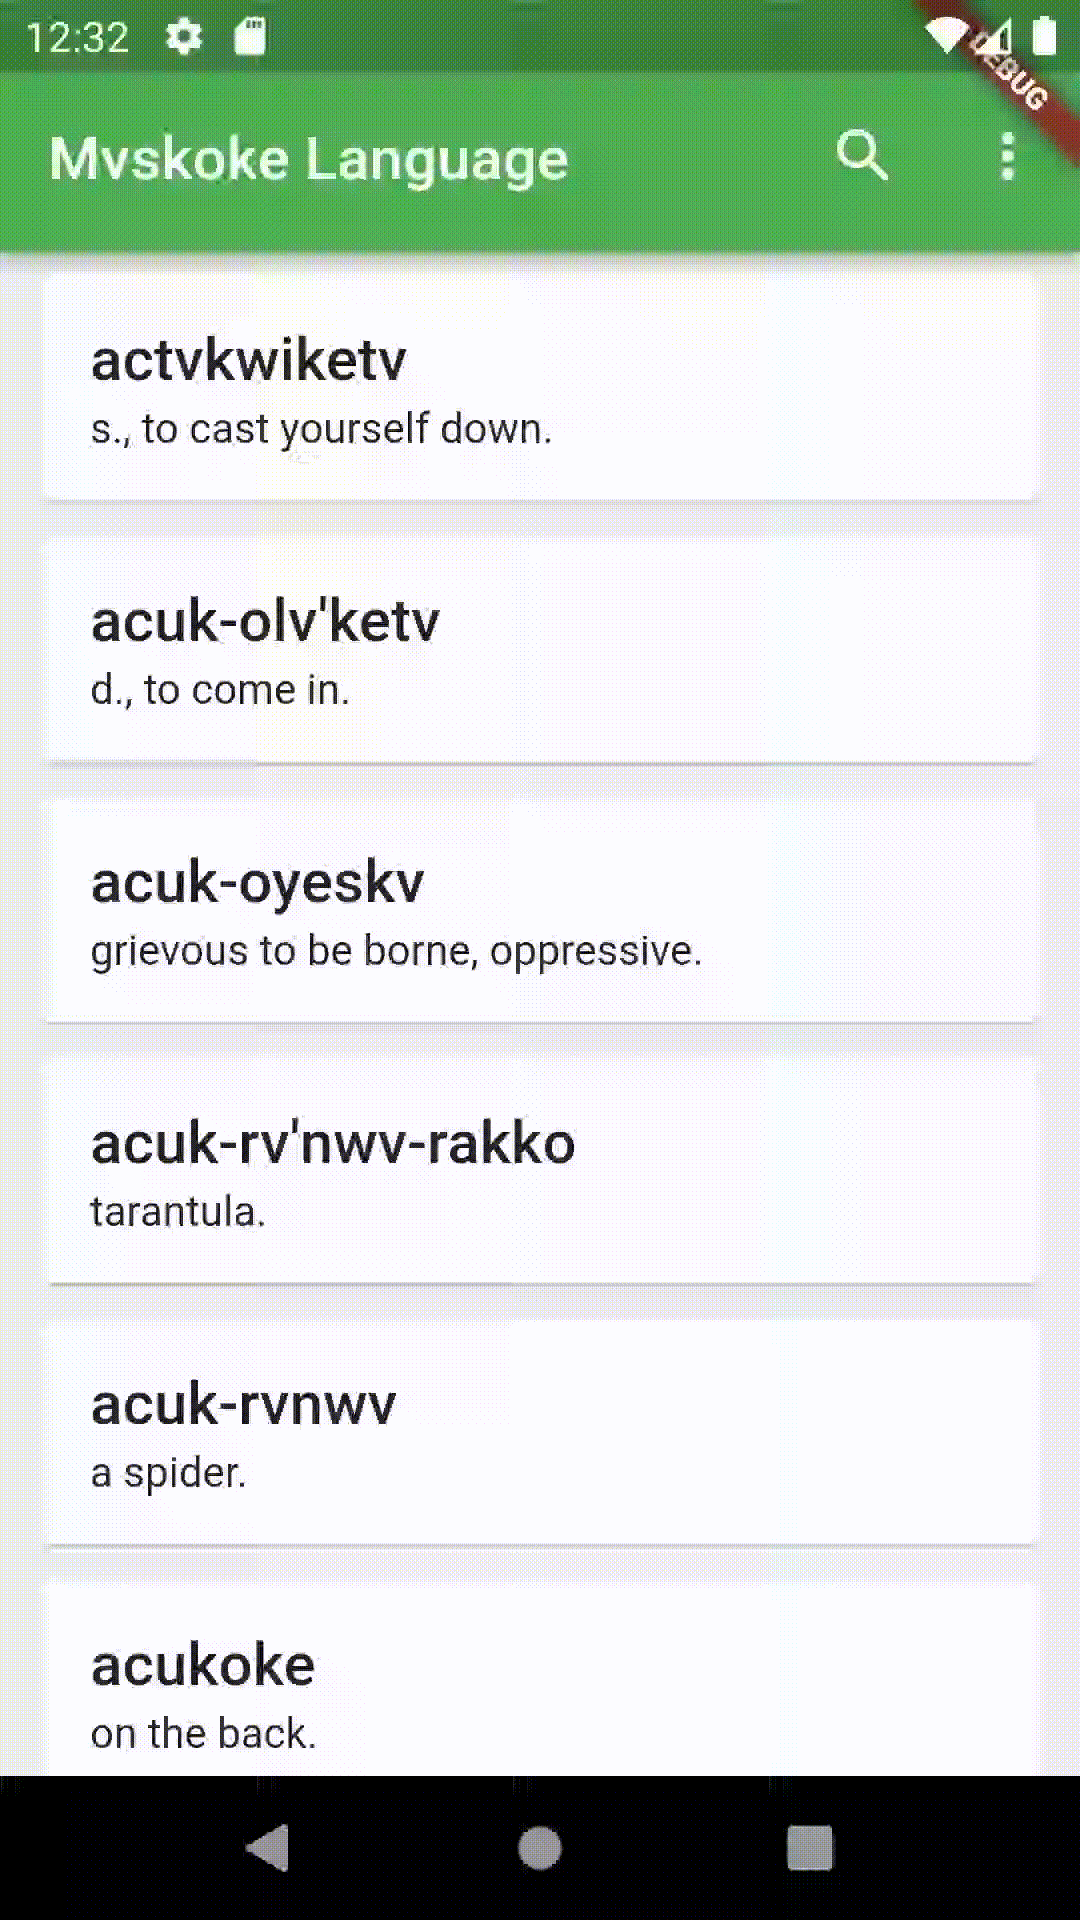 12:32
DEBUG
Mvskoke Language
actvkwiketv
s., to cast yourself down.
acuk-olv'ketv
d., to come in.
acuk-oyeskv
grievous to be borne, oppressive.
acuk-rv'nwv-rakko
tarantula.
acuk-rvnwv
a spider.
acukoke
on the back.